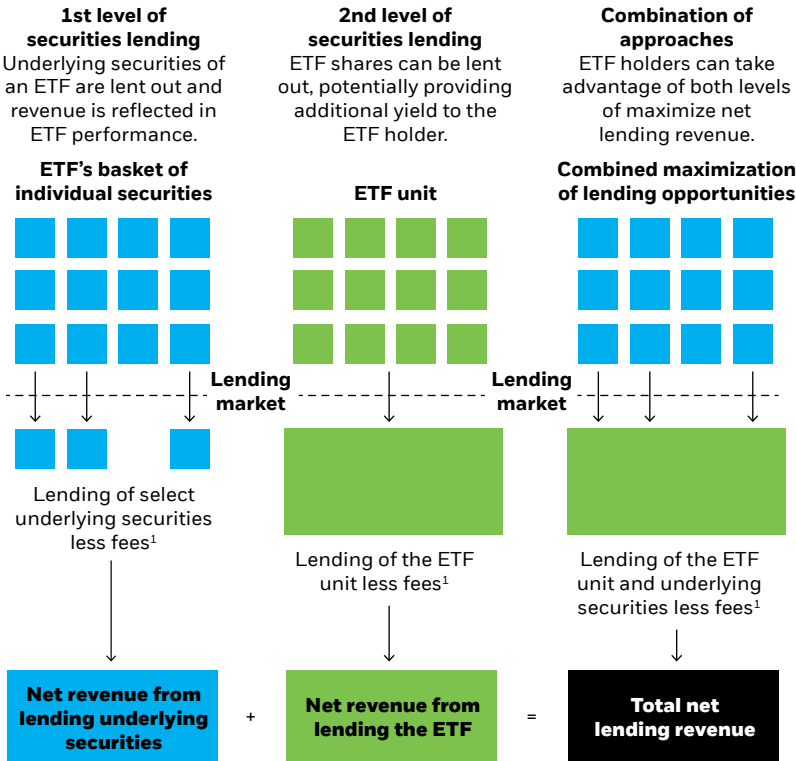 1st level of
securities lending
Underlying securities of
an ETF are lent out and
revenue is reflected in
ETF performance.
ETF's basket of
individual securities
2nd level of
securities lending
ETF shares can be lent
out, potentially providing
additional yield to the
ETF holder.
ETF unit
Combination of
approaches
ETF holders can take
advantage of both levels
of maximize net
lending revenue.
Combined maximization
of lending opportunities
Lending
market
Lending
market
Lending of select
underlying securities
less fees¹
Lending of the ETF
unit less fees¹
Lending of the ETF
unit and underlying
securities less fees¹
Net revenue from
lending underlying
securities
+
Net revenue from
lending the ETF
=
Total net
lending revenue